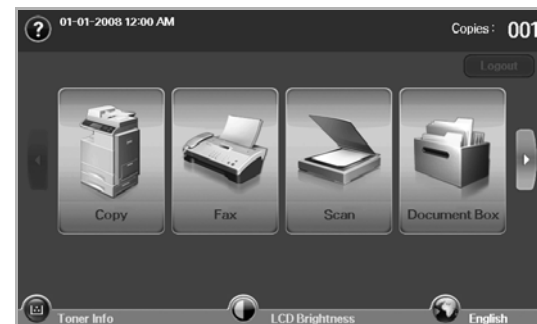 ? 01-01-2008 12:00 AM Copies : 001
Logout
Copy Fax Scan Document Box
Toner Info LCD Brightness English